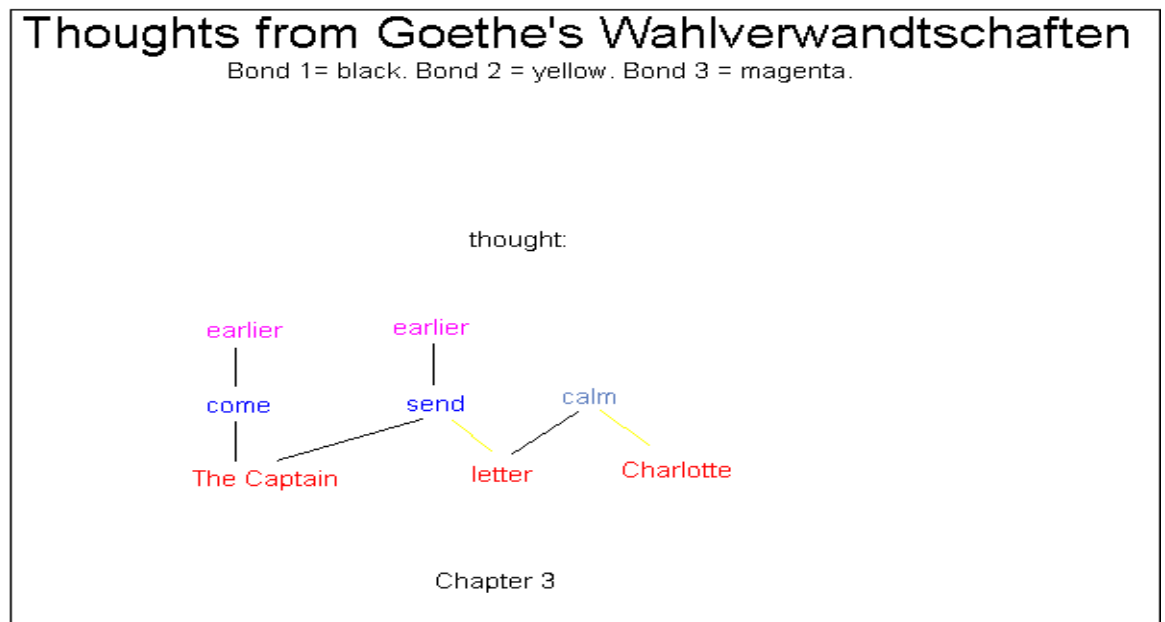 Thoughts from Goethe's Wahlverwandtschaften
Bond 1= black. Bond 2 = yellow. Bond 3 = magenta.
thought:
earlier earlier
come send calm
The Captain letter Charlotte
Chapter 3